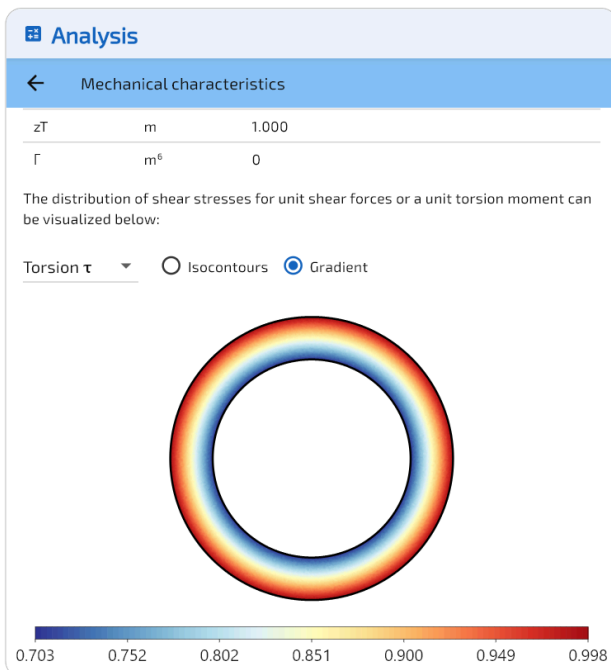 Analysis
Mechanical characteristics
zT m 1.000
Γ m⁶ 0
The distribution of shear stresses for unit shear forces or a unit torsion moment can
be visualized below:
Torsion τ Isocontours Gradient
0.703 0.752 0.802 0.851 0.900 0.949 0.998